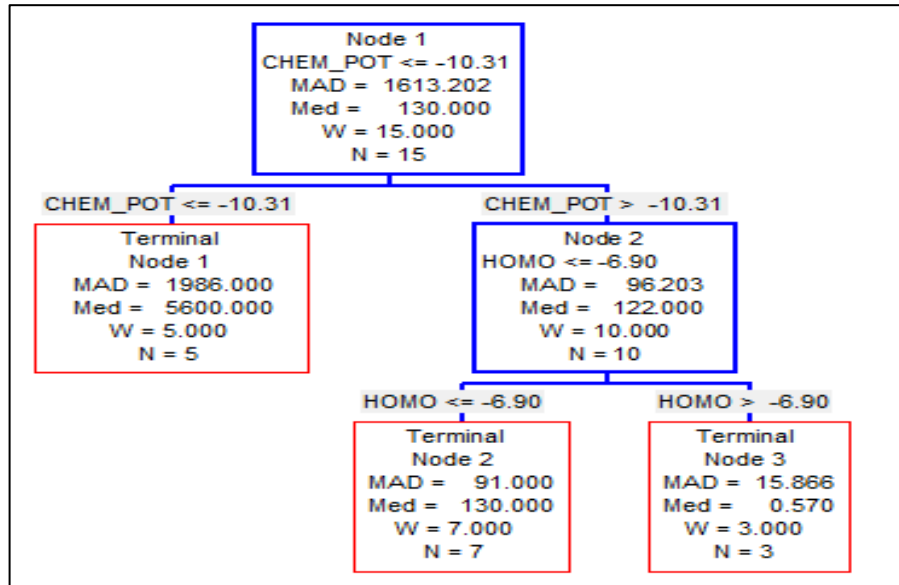 Node 1
CHEM_POT <= -10.31
MAD = 1613.202
Med = 130.000
W = 15.000
N = 15
CHEM_POT <= -10.31
CHEM_POT > -10.31
Terminal
Node 1
MAD = 1986.000
Med = 5600.000
W = 5.000
N = 5
Node 2
HOMO <= -6.90
MAD = 96.203
Med = 122.000
W = 10.000
N = 10
HOMO <= -6.90
HOMO > -6.90
Terminal
Node 2
MAD = 91.000
Med = 130.000
W = 7.000
N = 7
Terminal
Node 3
MAD = 15.866
Med = 0.570
W = 3.000
N = 3